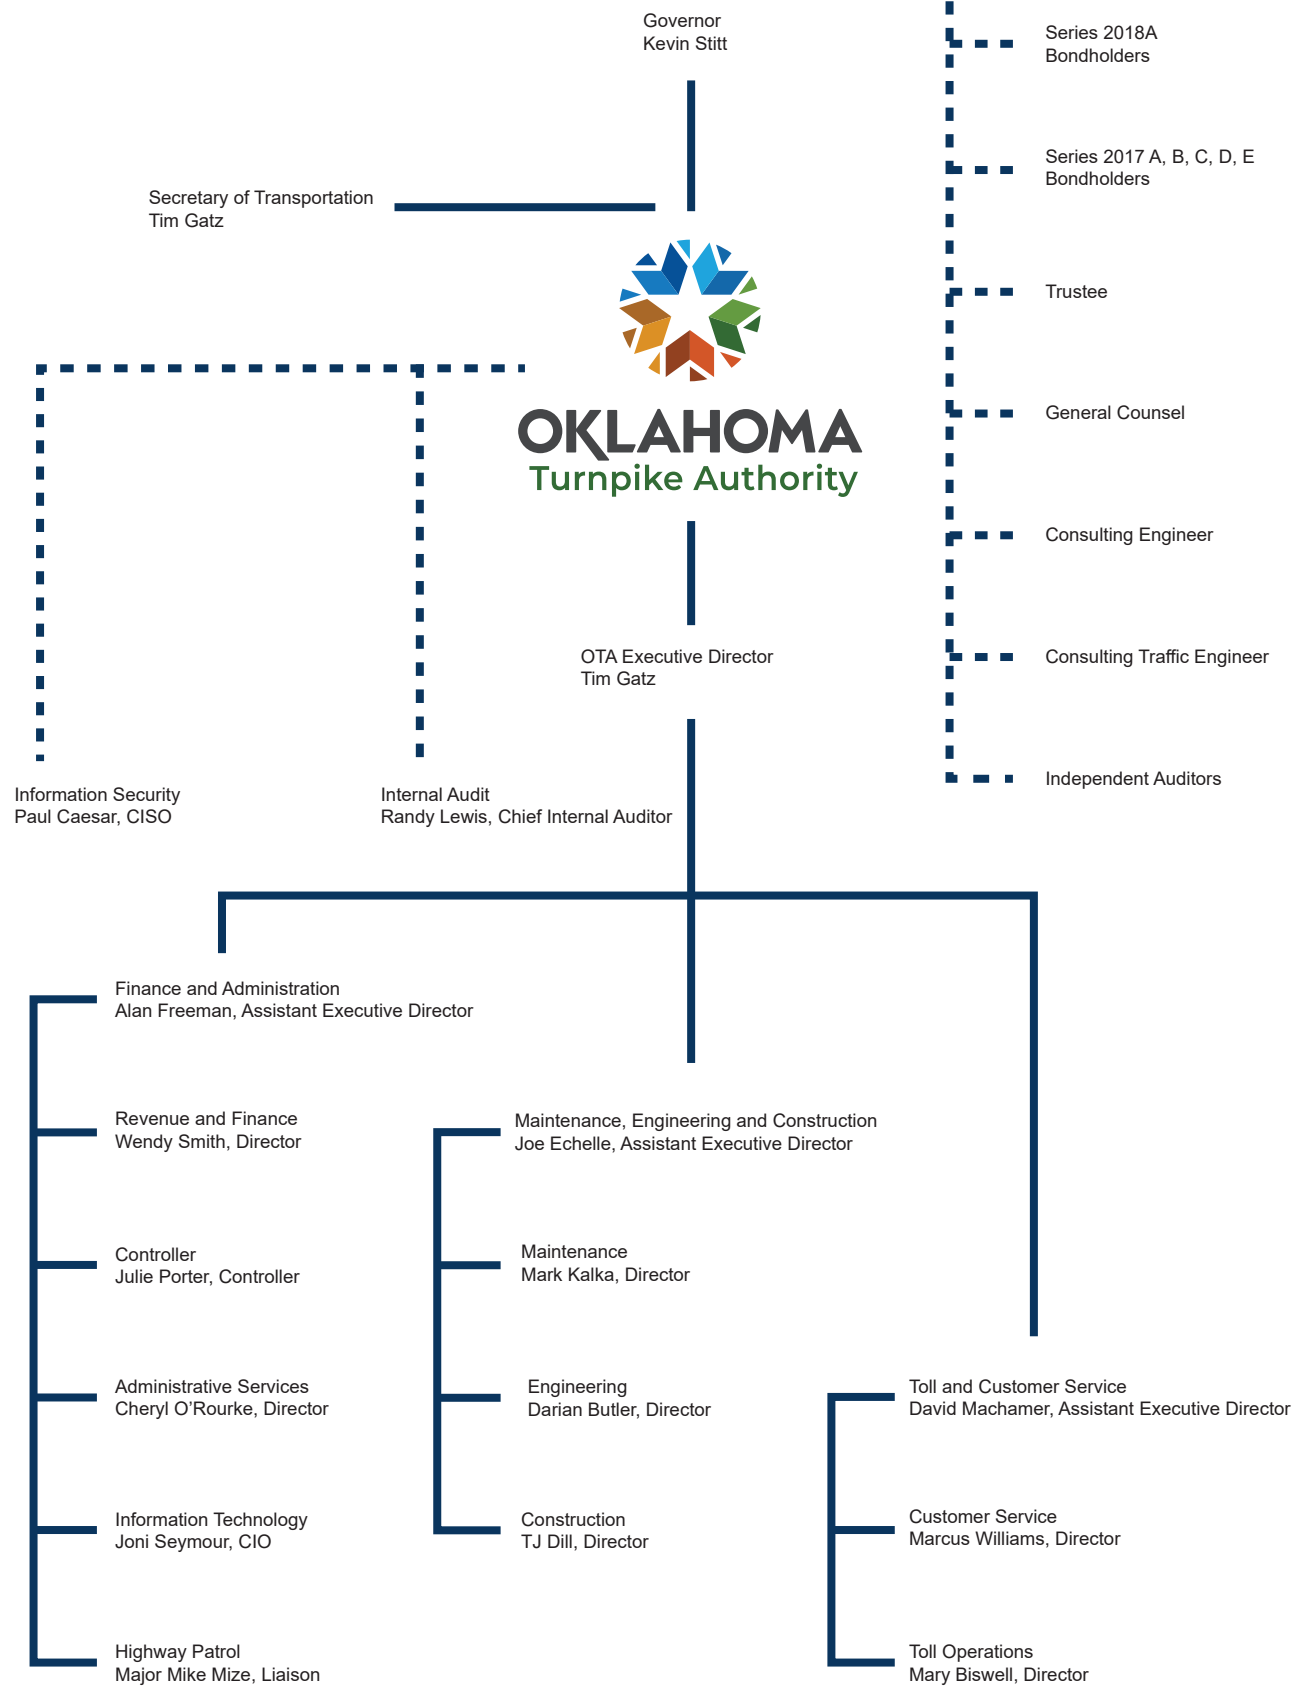 Governor
Kevin Stitt
Series 2018A
Bondholders
Series 2017 A, B, C, D, E
Bondholders
Secretary of Transportation
Tim Gatz
Trustee
OKLAHOMA
Turnpike Authority
General Counsel
Consulting Engineer
OTA Executive Director
Tim Gatz
Consulting Traffic Engineer
Independent Auditors
Information Security
Paul Caesar, CISO
Internal Audit
Randy Lewis, Chief Internal Auditor
Finance and Administration
Alan Freeman, Assistant Executive Director
Revenue and Finance
Wendy Smith, Director
Controller
Julie Porter, Controller
Administrative Services
Cheryl O’Rourke, Director
Information Technology
Joni Seymour, CIO
Highway Patrol
Major Mike Mize, Liaison
Maintenance, Engineering and Construction
Joe Echelle, Assistant Executive Director
Maintenance
Mark Kalka, Director
Engineering
Darian Butler, Director
Construction
TJ Dill, Director
Toll and Customer Service
David Machamer, Assistant Executive Director
Customer Service
Marcus Williams, Director
Toll Operations
Mary Biswell, Director